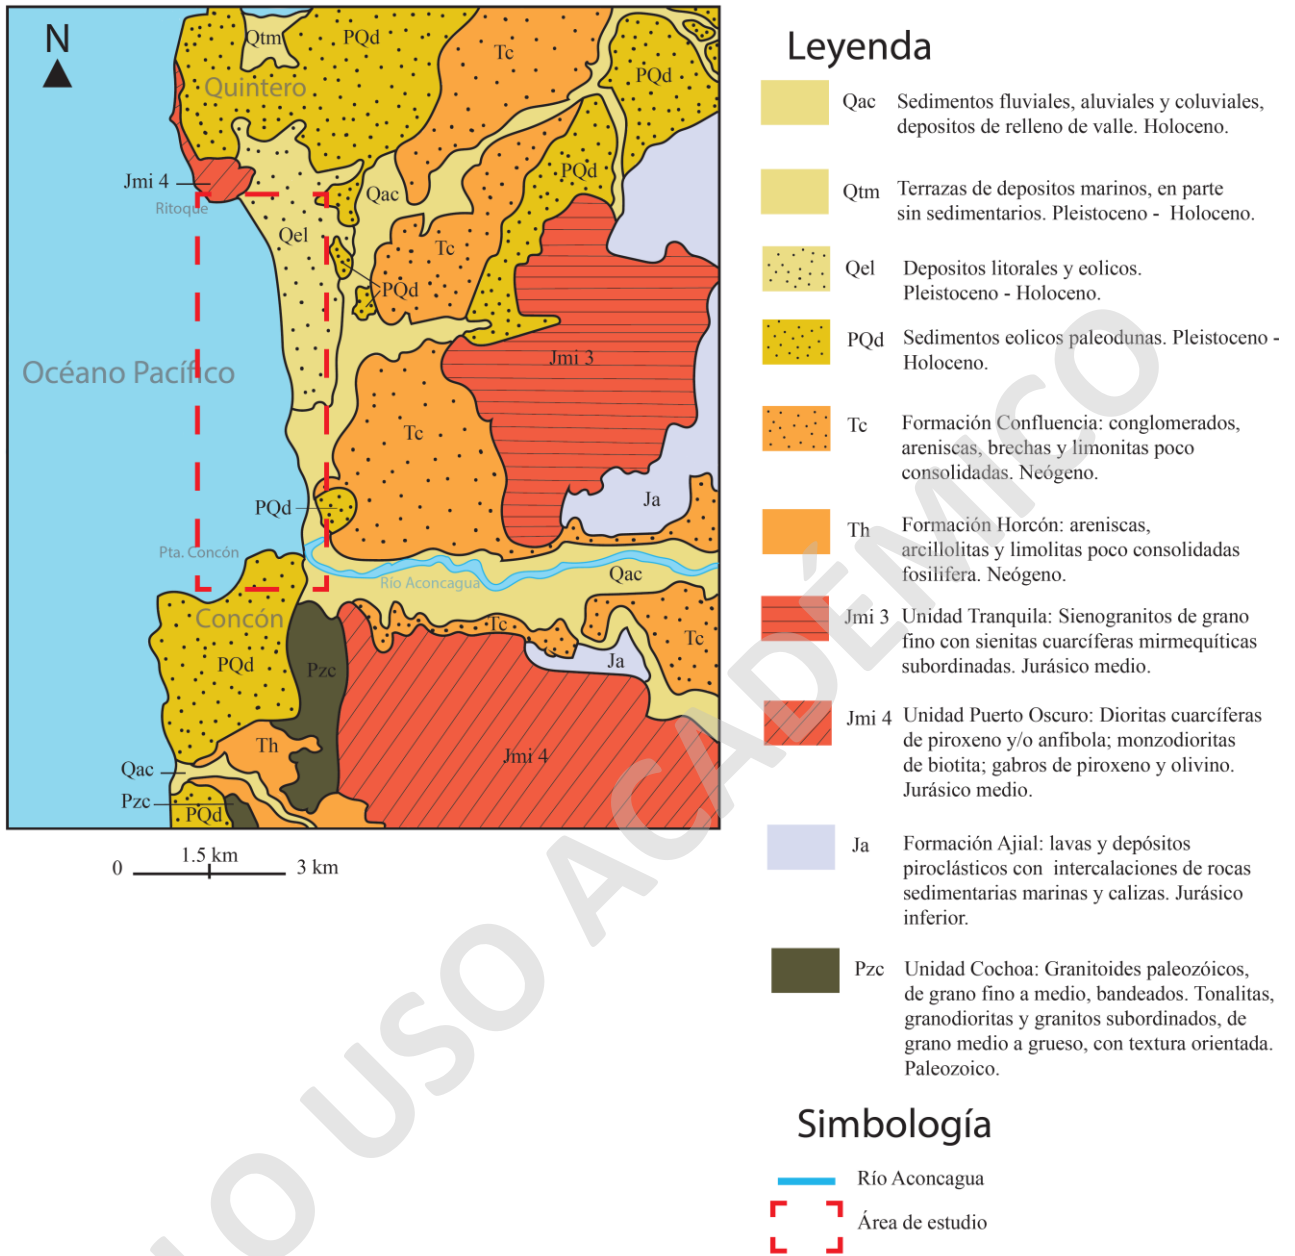 N
Qtm
PQd
Tc
PQd
Quintero
PQd
Jmi 4
Ritoque
Qac
Qel
Tc
PQd
Océano Pacífico
Jmi 3
Tc
Ja
PQd
Pta. Concón
Río Aconcagua
Qac
Concón
Tc
Tc
PQd
Pzc
Ja
Th
Jmi 4
Qac
Pzc
PQd
0
1.5 km
3 km
Leyenda
Qac Sedimentos fluviales, aluviales y coluviales,
depositos de relleno de valle. Holoceno.
Qtm Terrazas de depositos marinos, en parte
sin sedimentarios. Pleistoceno - Holoceno.
Qel Depositos litorales y eolicos.
Pleistoceno - Holoceno.
PQd Sedimentos eolicos paleodunas. Pleistoceno -
Holoceno.
Tc Formación Confluencia: conglomerados,
areniscas, brechas y limonitas poco
consolidadas. Neógeno.
Th Formación Horcón: areniscas,
arcillolitas y limolitas poco consolidadas
fosilifera. Neógeno.
Jmi 3 Unidad Tranquila: Sienogranitos de grano
fino con sienitas cuarcíferas mirmequíticas
subordinadas. Jurásico medio.
Jmi 4 Unidad Puerto Oscuro: Dioritas cuarcíferas
de piroxeno y/o anfíbola; monzodioritas
de biotita; gabros de piroxeno y olivino.
Jurásico medio.
Ja Formación Ajial: lavas y depósitos
piroclásticos con intercalaciones de rocas
sedimentarias marinas y calizas. Jurásico
inferior.
Pzc Unidad Cochoa: Granitoides paleozóicos,
de grano fino a medio, bandeados. Tonalitas,
granodioritas y granitos subordinados, de
grano medio a grueso, con textura orientada.
Paleozoico.
Simbología
Río Aconcagua
Área de estudio
LO USO ACADÉMICO